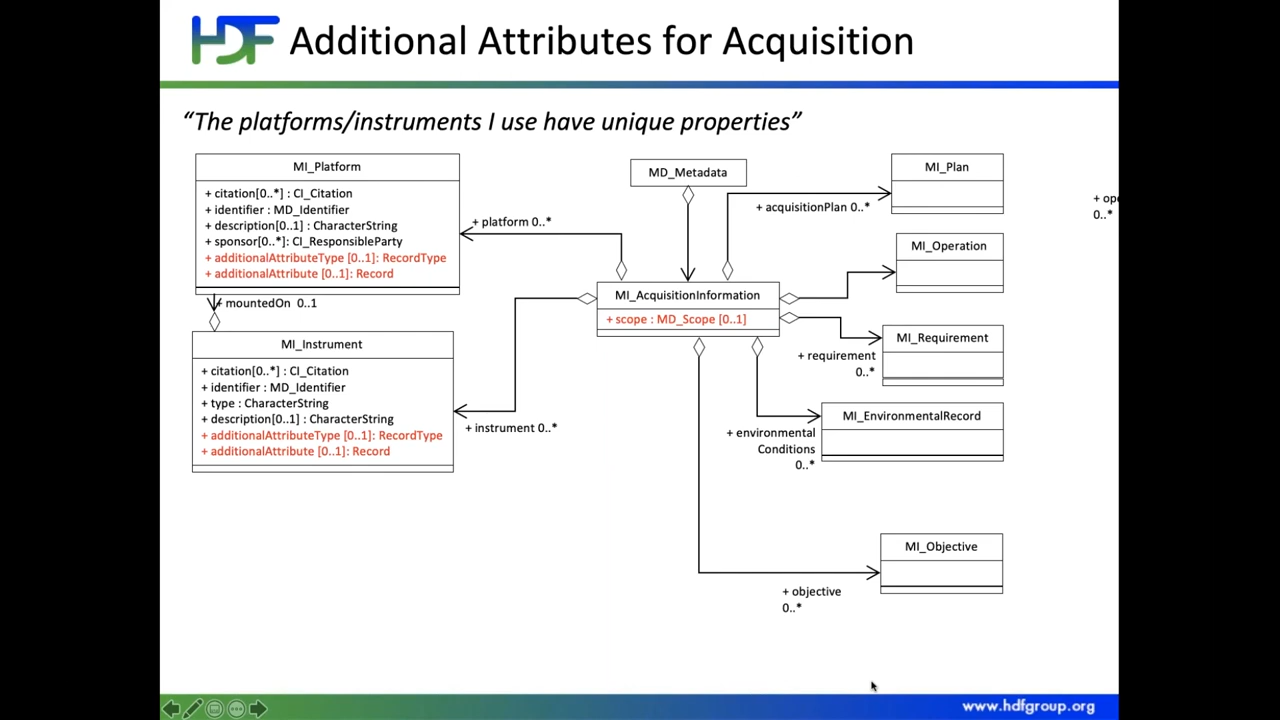 HDF Additional Attributes for Acquisition
“The platforms/instruments I use have unique properties”
MI_Platform
+ citation[0..*] : CI_Citation
+ identifier : MD_Identifier
+ description[0..1] : CharacterString
+ sponsor[0..*]: CI_ResponsibleParty
+ additionalAttributeType [0..1]: RecordType
+ additionalAttribute [0..1]: Record
+ mountedOn 0..1
MI_Instrument
+ citation[0..*] : CI_Citation
+ identifier : MD_Identifier
+ type : CharacterString
+ description[0..1] : CharacterString
+ additionalAttributeType [0..1]: RecordType
+ additionalAttribute [0..1]: Record
+ platform 0..*
+ instrument 0..*
MD_Metadata
MI_AcquisitionInformation
+ scope : MD_Scope [0..1]
+ acquisitionPlan 0..*
MI_Plan
+ ope
0..*
MI_Operation
MI_Requirement
+ requirement
0..*
MI_EnvironmentalRecord
+ environmental
Conditions
0..*
MI_Objective
+ objective
0..*
www.hdfgroup.org